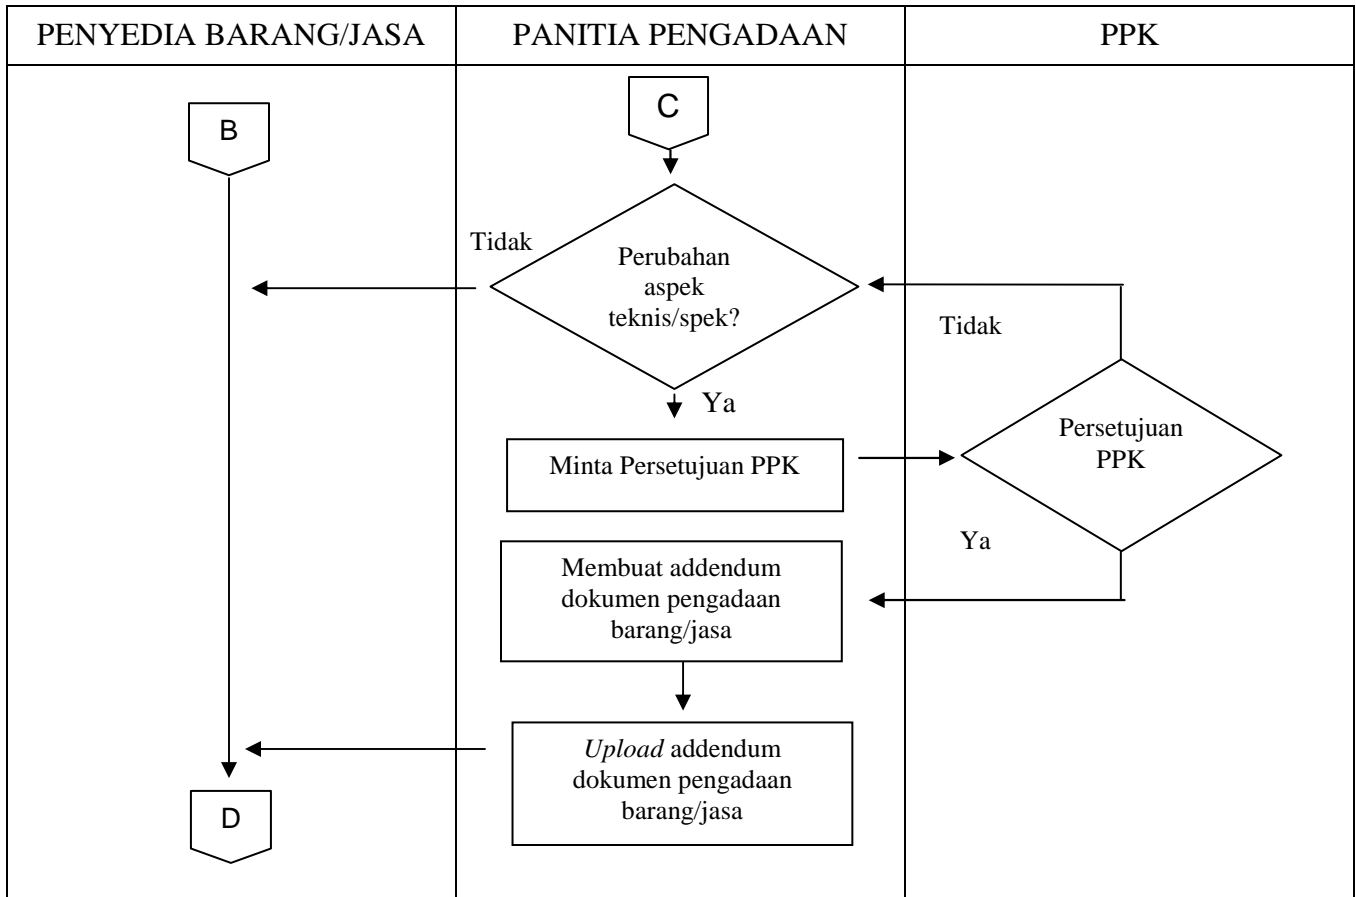 PENYEDIA BARANG/JASA
PANITIA PENGADAAN
PPK
B
C
Tidak
Perubahan
aspek
teknis/spek?
Tidak
Ya
Minta Persetujuan PPK
Persetujuan
PPK
Ya
Membuat addendum
dokumen pengadaan
barang/jasa
Upload addendum
dokumen pengadaan
barang/jasa
D